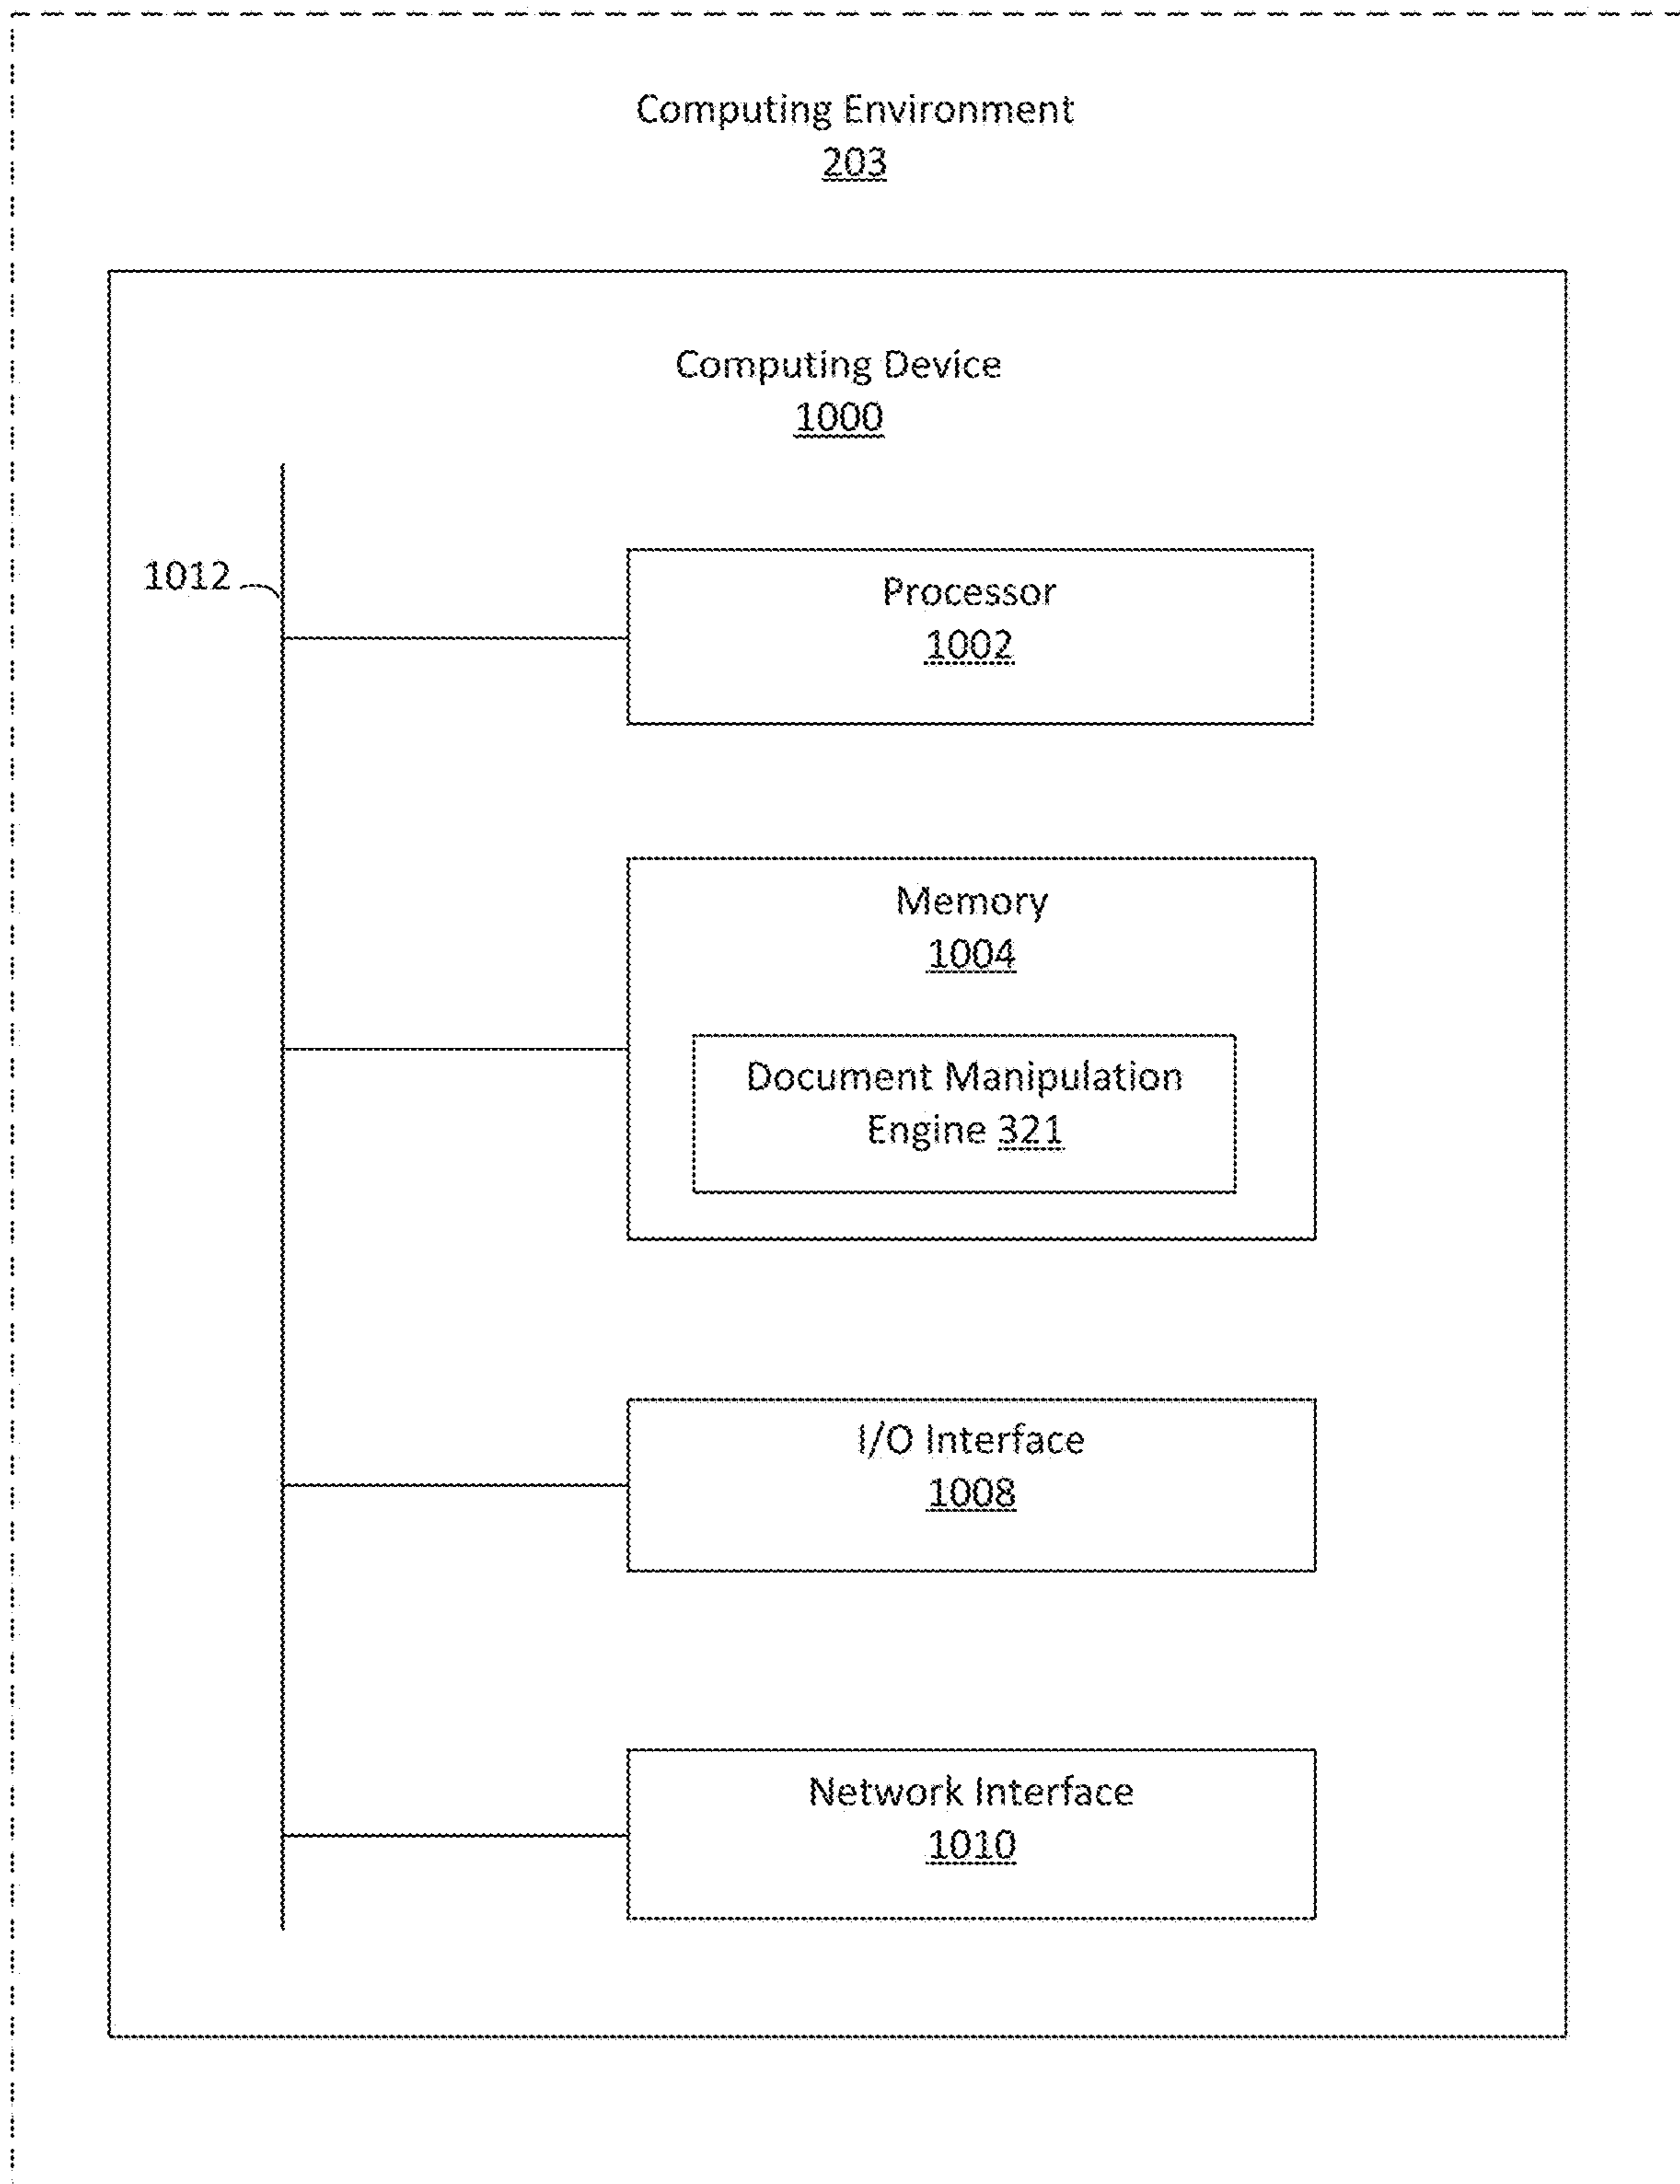 Computing Environment
203
Computing Device
1000
1012
Processor
1002
Memory
1004
Document Manipulation
Engine 321
I/O Interface
1008
Network Interface
1010